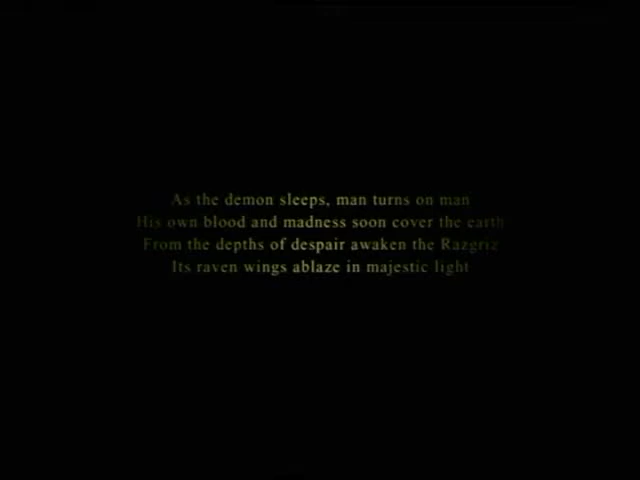 As the demon sleeps, man turns on man
His own blood and madness soon cover the earth
From the depths of despair awaken the Razgriz
Its raven wings ablaze in majestic light